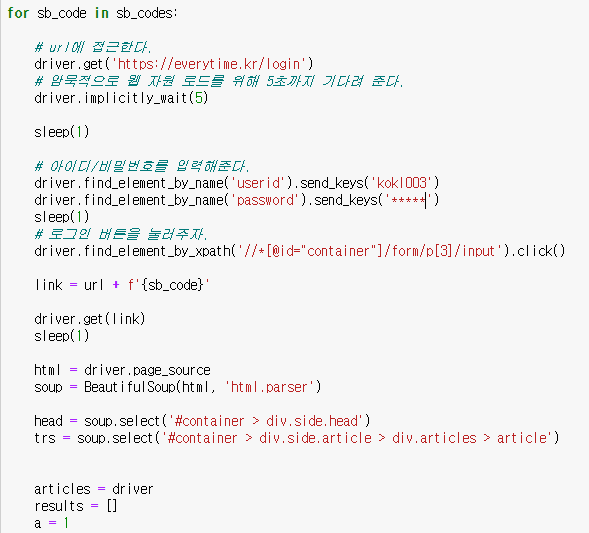 for sb_code in sb_codes:
# url에 접근한다.
driver.get('https://everytime.kr/login')
# 암묵적으로 웹 자원 로드를 위해 5초까지 기다려 준다.
driver.implicitly_wait(5)
sleep(1)
# 아이디/비밀번호를 입력해준다.
driver.find_element_by_name('userid').send_keys('kokl003')
driver.find_element_by_name('password').send_keys('*****')
sleep(1)
# 로그인 버튼을 눌러주자.
driver.find_element_by_xpath('//*[@id="container"]/form/p[3]/input').click()
link = url + f'{sb_code}'
driver.get(link)
sleep(1)
html = driver.page_source
soup = BeautifulSoup(html, 'html.parser')
head = soup.select('#container > div.side.head')
trs = soup.select('#container > div.side.article > div.articles > article')
articles = driver
results = []
a = 1